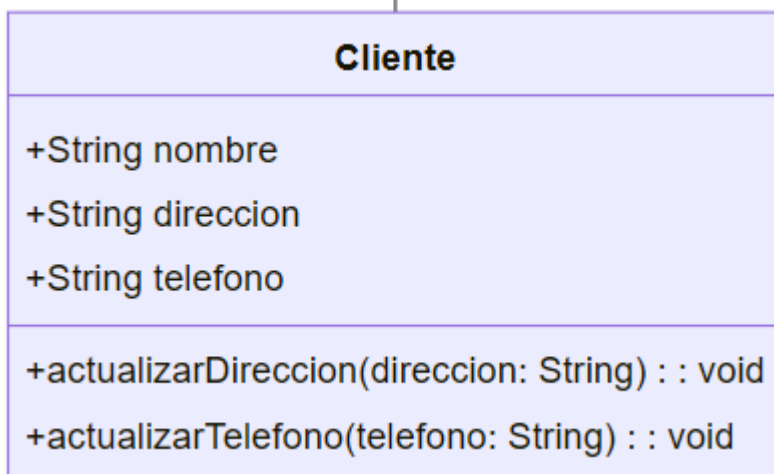 Cliente
+String nombre
+String direccion
+String telefono
+actualizarDireccion(direccion: String) : : void
+actualizarTelefono(telefono: String) : : void